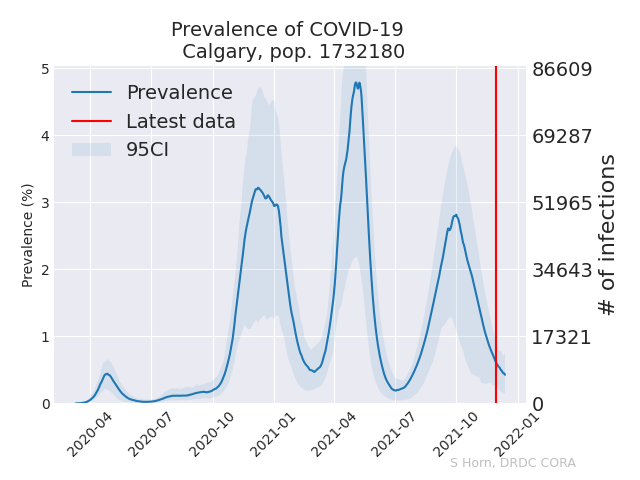 Prevalence of COVID-19
Calgary, pop. 1732180
Prevalence
Latest data
95CI
Prevalence (%)
5
4
3
2
1
0
86609
69287
51965
34643
17321
0
# of infections
2020-04
2020-07
2020-10
2021-01
2021-04
2021-07
2021-10
2022-01
S Horn, DRDC CORA